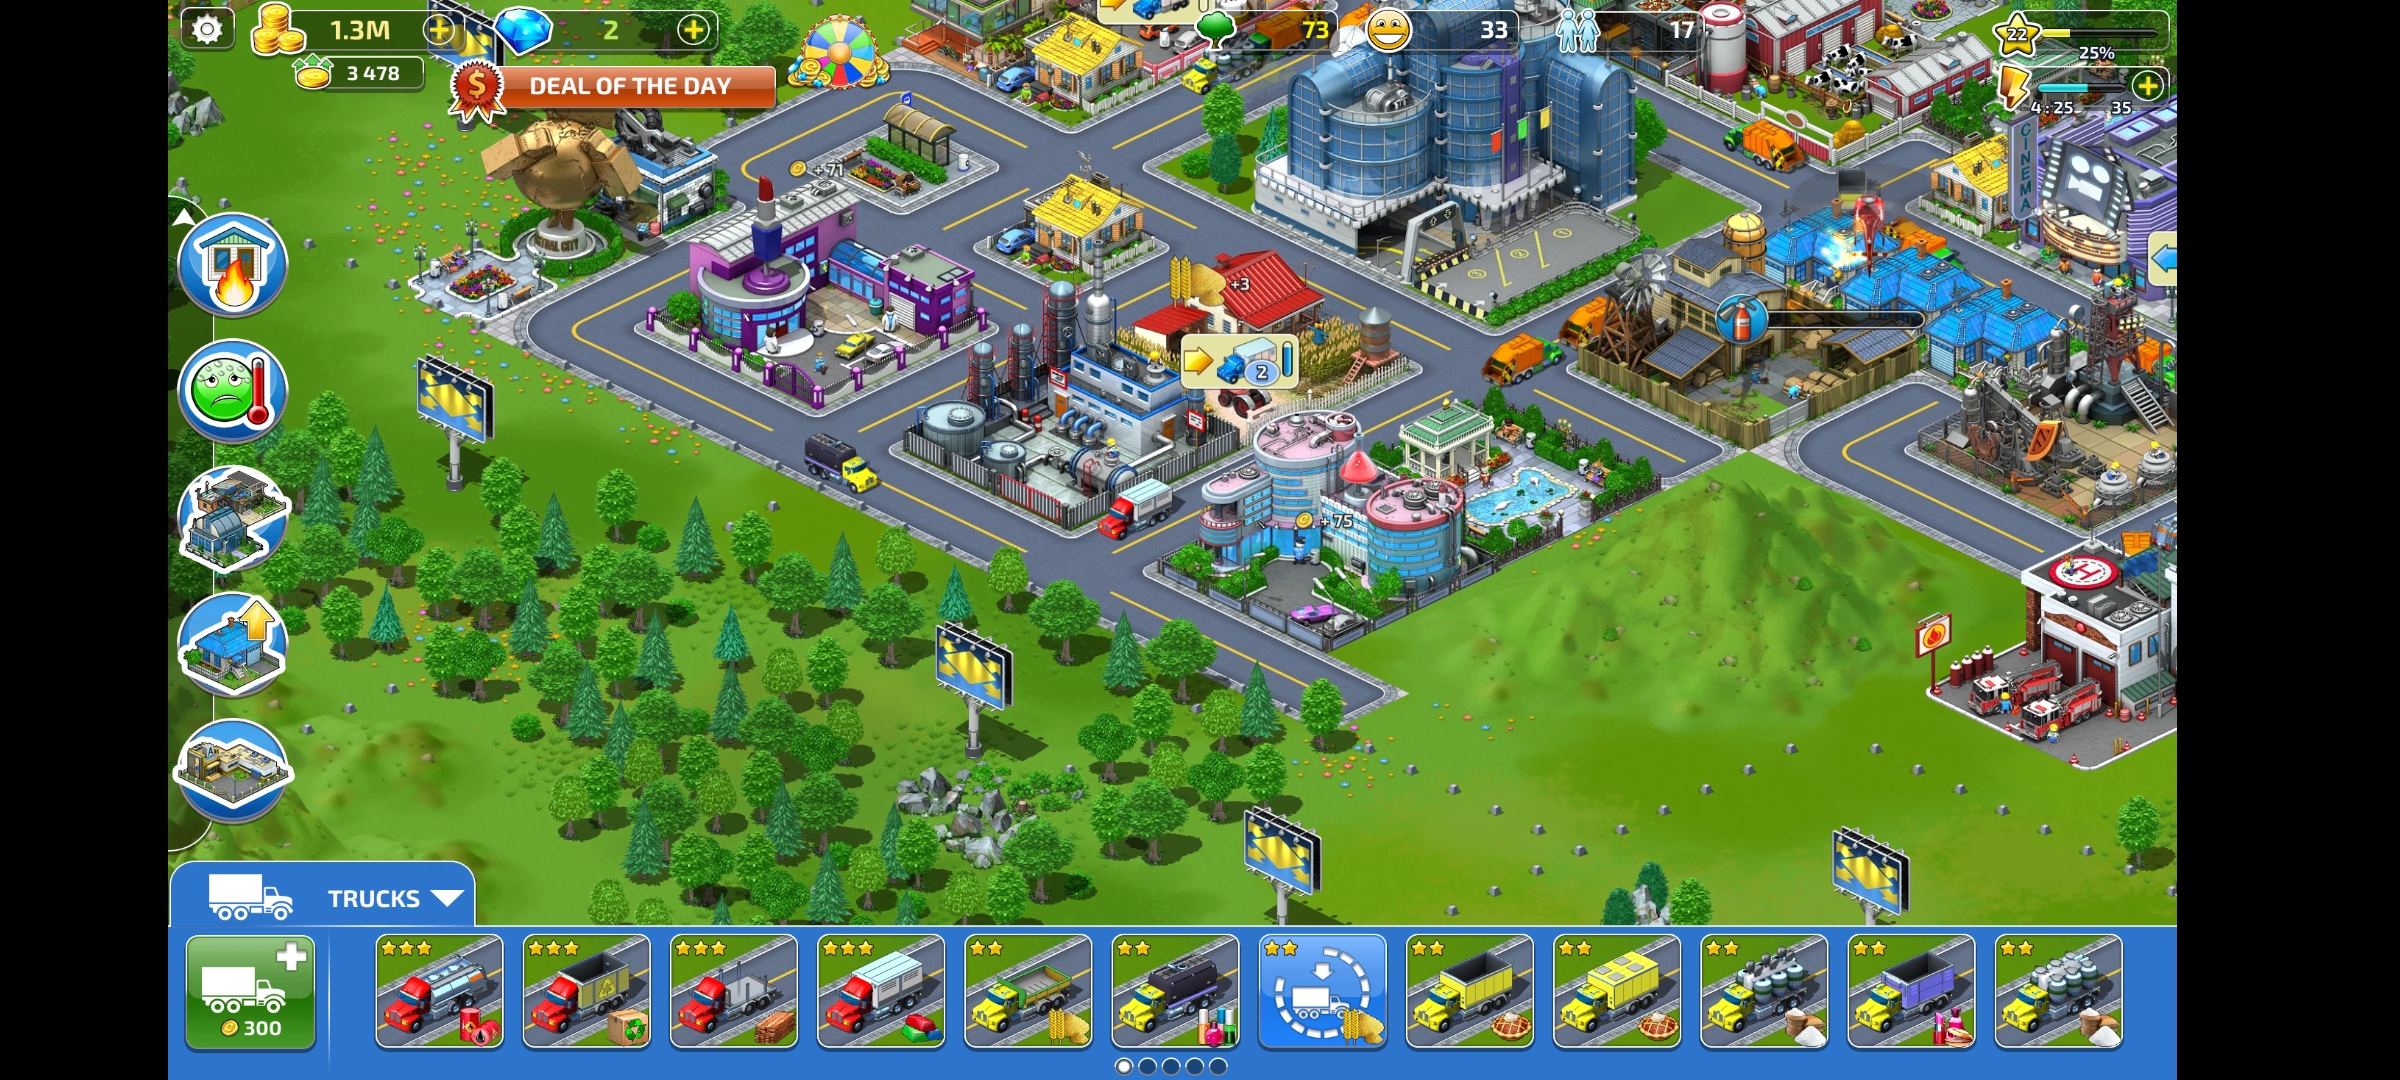 1.3M
2
73
33
17
22
25%
3 478
DEAL OF THE DAY
4:25
35
CINEMA
+71
+3
2
+75
H
TRUCKS
300